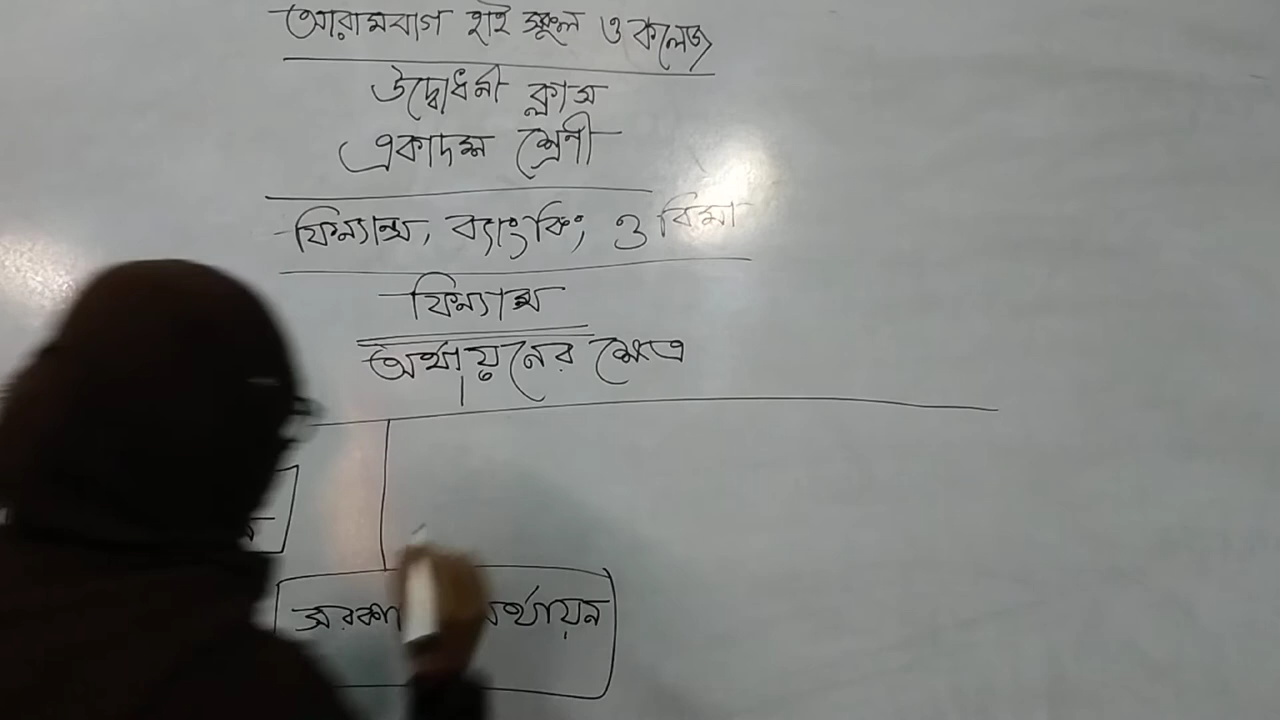 আরামবাগ হাই স্কুল ও কলেজ
উদ্বোধনী ক্লাস
একাদশ শ্রেণী
ফিন্যান্স, ব্যাংকিং ও বিমা
ফিন্যান্স
অর্থায়নের ক্ষেত্র